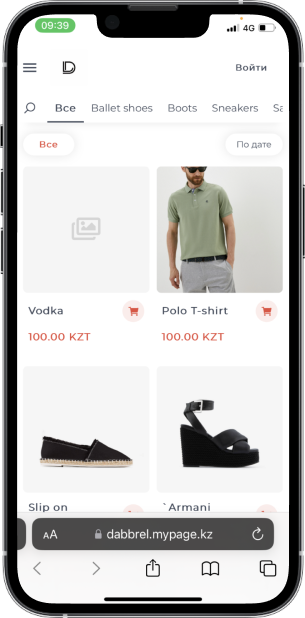 09:39
4G
Войти
Все
Ballet shoes
Boots
Sneakers
Sa
Все
По дате
Vodka
Polo T-shirt
100.00 KZT
100.00 KZT
Slip on
`Armani
AA
dabbrel.mypage.kz